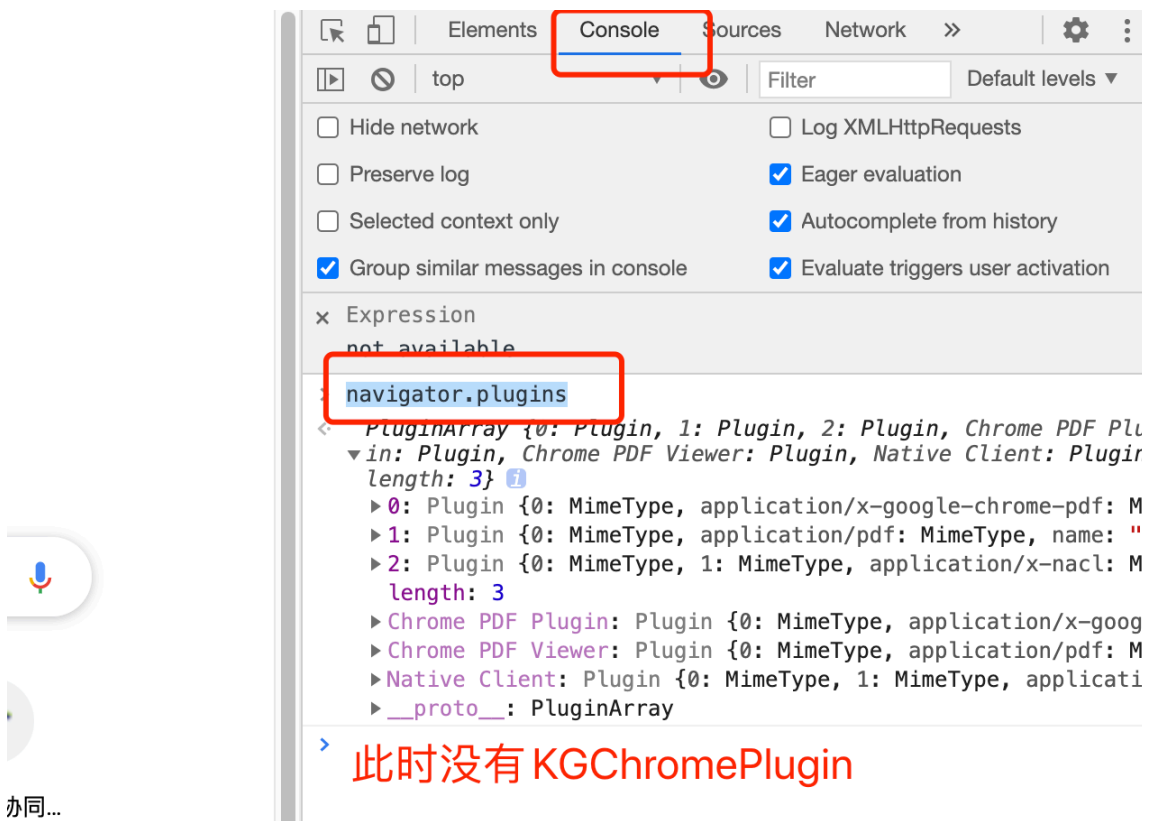 Elements Console Sources Network »
top Filter Default levels ▼
Hide network Log XMLHttpRequests
Preserve log Eager evaluation
Selected context only Autocomplete from history
Group similar messages in console Evaluate triggers user activation
× Expression
not available
navigator.plugins
PluginArray {0: Plugin, 1: Plugin, 2: Plugin, Chrome PDF Plu
in: Plugin, Chrome PDF Viewer: Plugin, Native Client: Plugin
length: 3} i
0: Plugin {0: MimeType, application/x-google-chrome-pdf: M
1: Plugin {0: MimeType, application/pdf: MimeType, name: "
2: Plugin {0: MimeType, 1: MimeType, application/x-nacl: M
length: 3
Chrome PDF Plugin: Plugin {0: MimeType, application/x-goog
Chrome PDF Viewer: Plugin {0: MimeType, application/pdf: M
Native Client: Plugin {0: MimeType, 1: MimeType, applicati
__proto__: PluginArray
> 此时没有KGChromePlugin
协同...